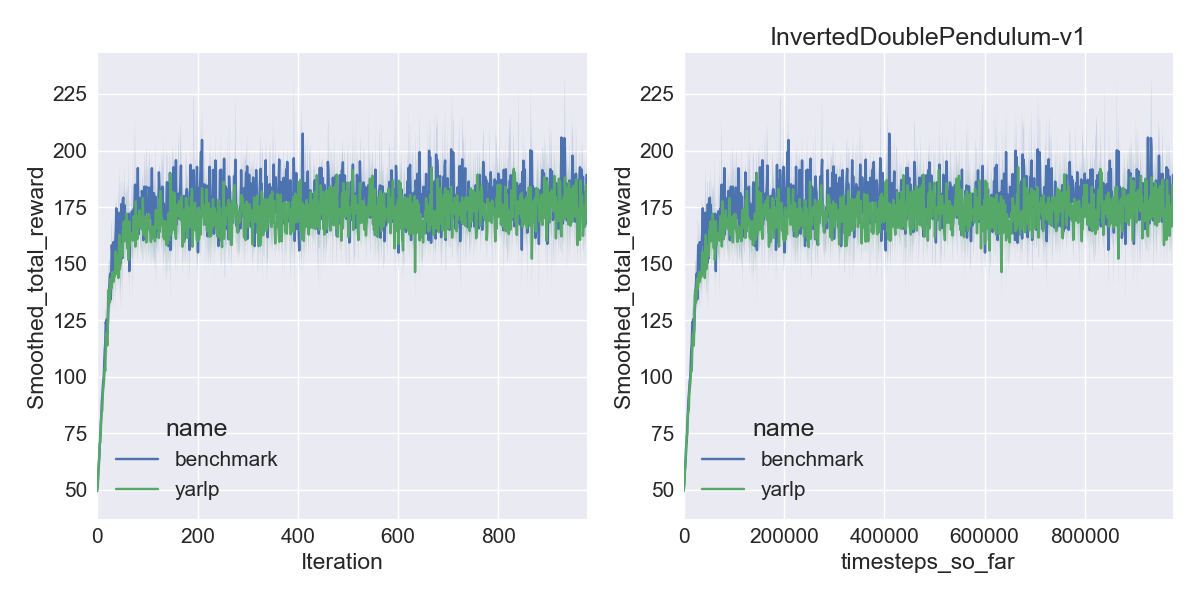 Smoothed_total_reward
225
200
175
150
125
100
75
50
name
benchmark
yarlp
0 200 400 600 800
Iteration
InvertedDoublePendulum-v1
Smoothed_total_reward
225
200
175
150
125
100
75
50
name
benchmark
yarlp
0 200000 400000 600000 800000
timesteps_so_far